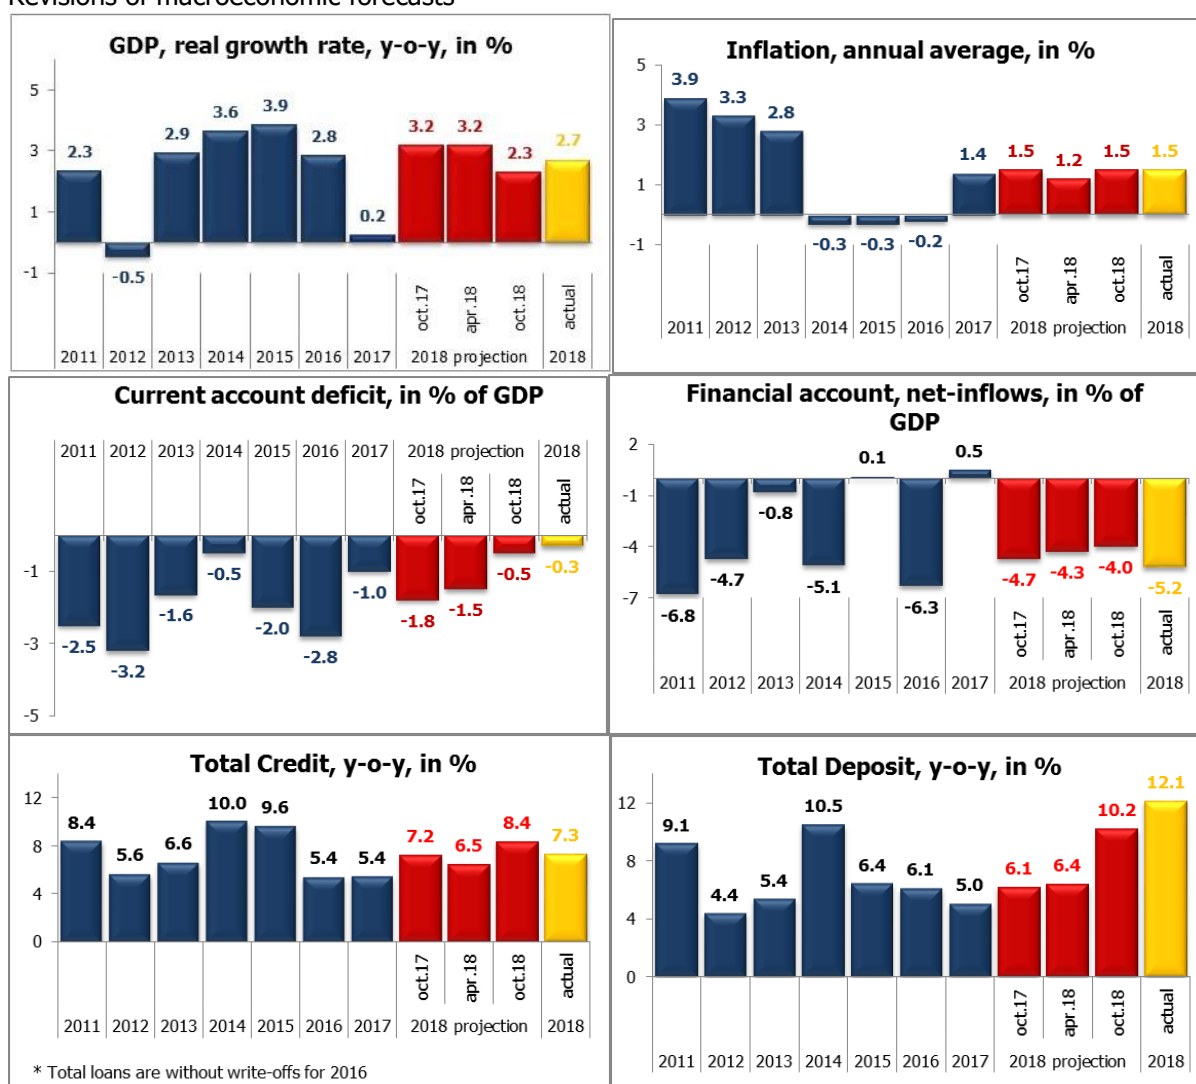 Revisions of macroeconomic forecasts
GDP, real growth rate, y-o-y, in %
5
3
1
-1
2.3
-0.5
2.9
3.6
3.9
2.8
0.2
3.2
3.2
2.3
2.7
oct.17
apr.18
oct.18
actual
2011 2012 2013 2014 2015 2016 2017 2018 projection 2018
Inflation, annual average, in %
5
3
1
-1
3.9
3.3
2.8
-0.3
-0.3
-0.2
1.4
1.5
1.2
1.5
1.5
oct.17
apr.18
oct.18
actual
2011 2012 2013 2014 2015 2016 2017 2018 projection 2018
Current account deficit, in % of GDP
2011 2012 2013 2014 2015 2016 2017 2018 projection 2018
oct.17
apr.18
oct.18
actual
-1
-3
-5
-2.5
-3.2
-1.6
-0.5
-2.0
-2.8
-1.0
-1.8
-1.5
-0.5
-0.3
Financial account, net-inflows, in % of
GDP
2
-1
-4
-7
-6.8
-4.7
-0.8
-5.1
0.1
-6.3
0.5
-4.7
-4.3
-4.0
-5.2
oct.17
apr.18
oct.18
actual
2011 2012 2013 2014 2015 2016 2017 2018 projection 2018
Total Credit, y-o-y, in %
12
8
4
0
8.4
5.6
6.6
10.0
9.6
5.4
5.4
7.2
6.5
8.4
7.3
oct.17
apr.18
oct.18
actual
2011 2012 2013 2014 2015 2016 2017 2018 projection 2018
* Total loans are without write-offs for 2016
Total Deposit, y-o-y, in %
12
8
4
0
9.1
4.4
5.4
10.5
6.4
6.1
5.0
6.1
6.4
10.2
12.1
oct.17
apr.18
oct.18
actual
2011 2012 2013 2014 2015 2016 2017 2018 projection 2018